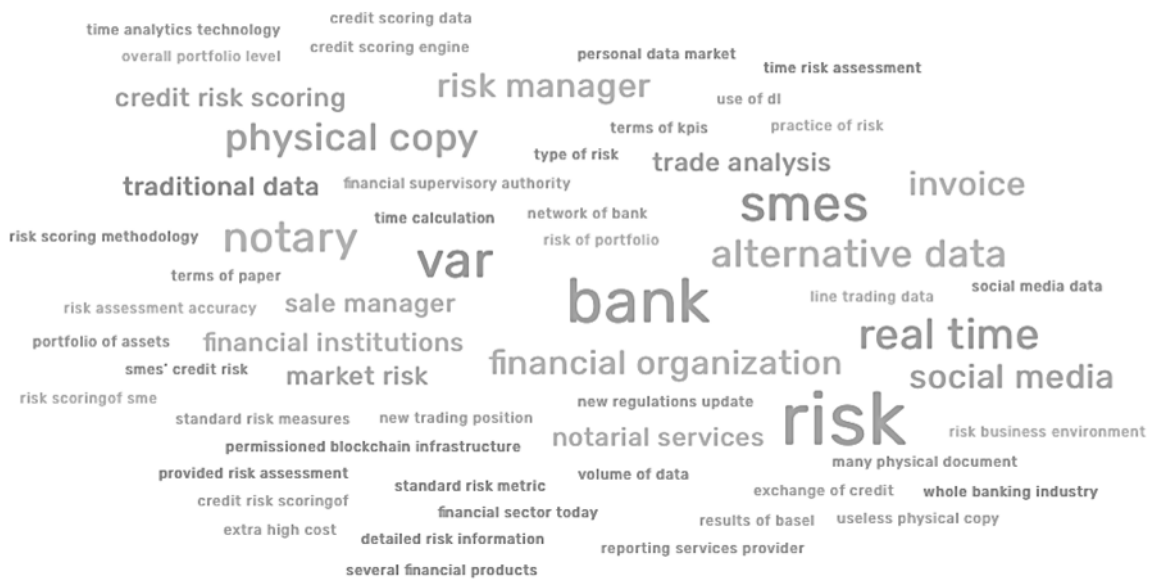 credit scoring data
time analytics technology
credit scoring engine
overall portfolio level
personal data market
time risk assessment
risk manager
credit risk scoring
use of dl
physical copy
terms of kpis
practice of risk
type of risk
trade analysis
traditional data
financial supervisory authority
invoice
smes
time calculation
network of bank
risk scoring methodology
notary
risk of portfolio
var
alternative data
terms of paper
social media data
bank
line trading data
risk assessment accuracy
sale manager
real time
portfolio of assets
financial institutions
financial organization
smes' credit risk
market risk
social media
risk scoringof sme
new regulations update
risk
standard risk measures
new trading position
notarial services
risk business environment
permissioned blockchain infrastructure
many physical document
provided risk assessment
volume of data
standard risk metric
exchange of credit
whole banking industry
credit risk scoringof
financial sector today
results of basel
useless physical copy
extra high cost
detailed risk information
reporting services provider
several financial products